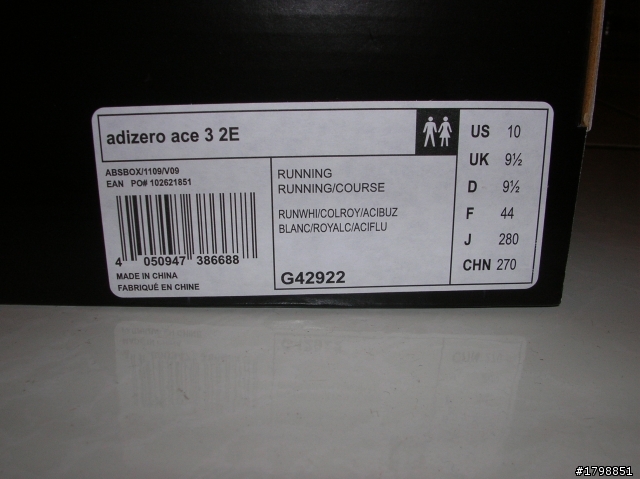 adizero ace 3 2E
ABSBOX/1109/V09
EAN PO# 102621851
4 050947 386688
MADE IN CHINA
FABRIQUÉ EN CHINE
RUNNING
RUNNING/COURSE
RUNWHI/COLROY/ACIBUZ
BLANC/ROYALC/ACIFLU
G42922
US 10
UK 9½
D 9½
F 44
J 280
CHN 270
#1798851